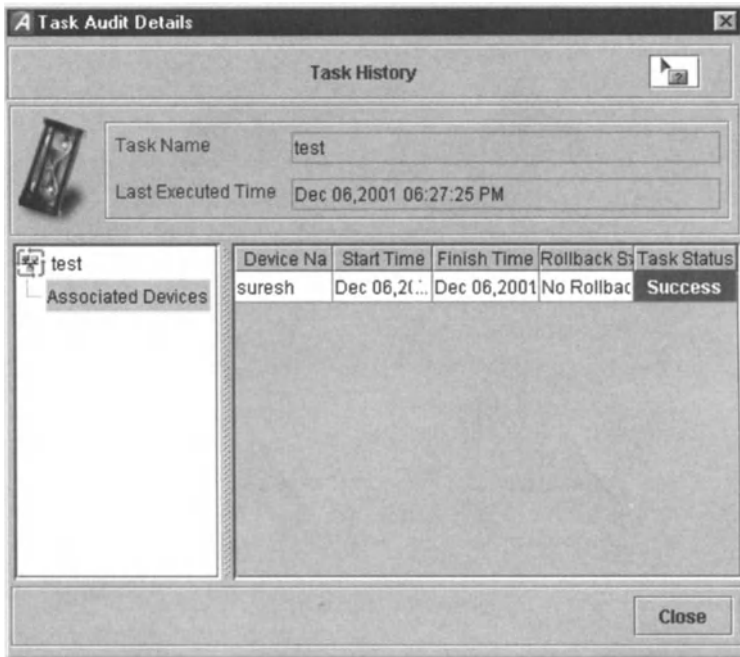 Task Audit Details
Task History
Task Name test
Last Executed Time Dec 06,2001 06:27:25 PM
test
Associated Devices
Device Na Start Time Finish Time Rollback St Task Status
suresh Dec 06,20... Dec 06,2001 No Rollbac Success
Close